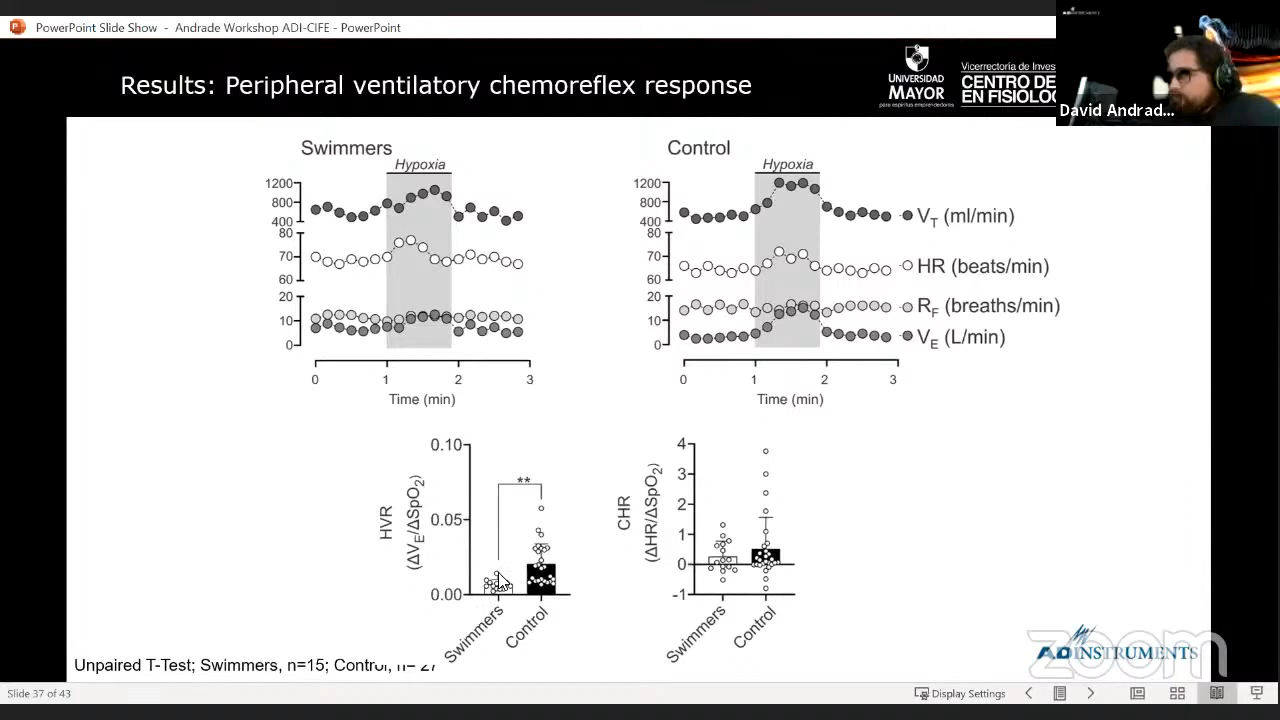 PowerPoint Slide Show - Andrade Workshop ADI-CIFE - PowerPoint
Results: Peripheral ventilatory chemoreflex response
UNIVERSIDAD
MAYOR
para espíritus emprendedores
Vicerrectoría de Inves
CENTRO DE
EN FISIOLO
David Andrad...
Swimmers
Hypoxia
1200
800
400
80
70
60
20
10
0
0 1 2 3
Time (min)
Control
Hypoxia
1200
800
400
80
70
60
20
10
0
0 1 2 3
Time (min)
VT (ml/min)
HR (beats/min)
RF (breaths/min)
VE (L/min)
HVR
(ΔVE/ΔSpO2)
0.10
0.05
0.00
**
Swimmers
Control
CHR
(ΔHR/ΔSpO2)
4
3
2
1
0
-1
Swimmers
Control
Unpaired T-Test; Swimmers, n=15; Control, n= 27
zoom
ADINSTRUMENTS
Slide 37 of 43
Display Settings